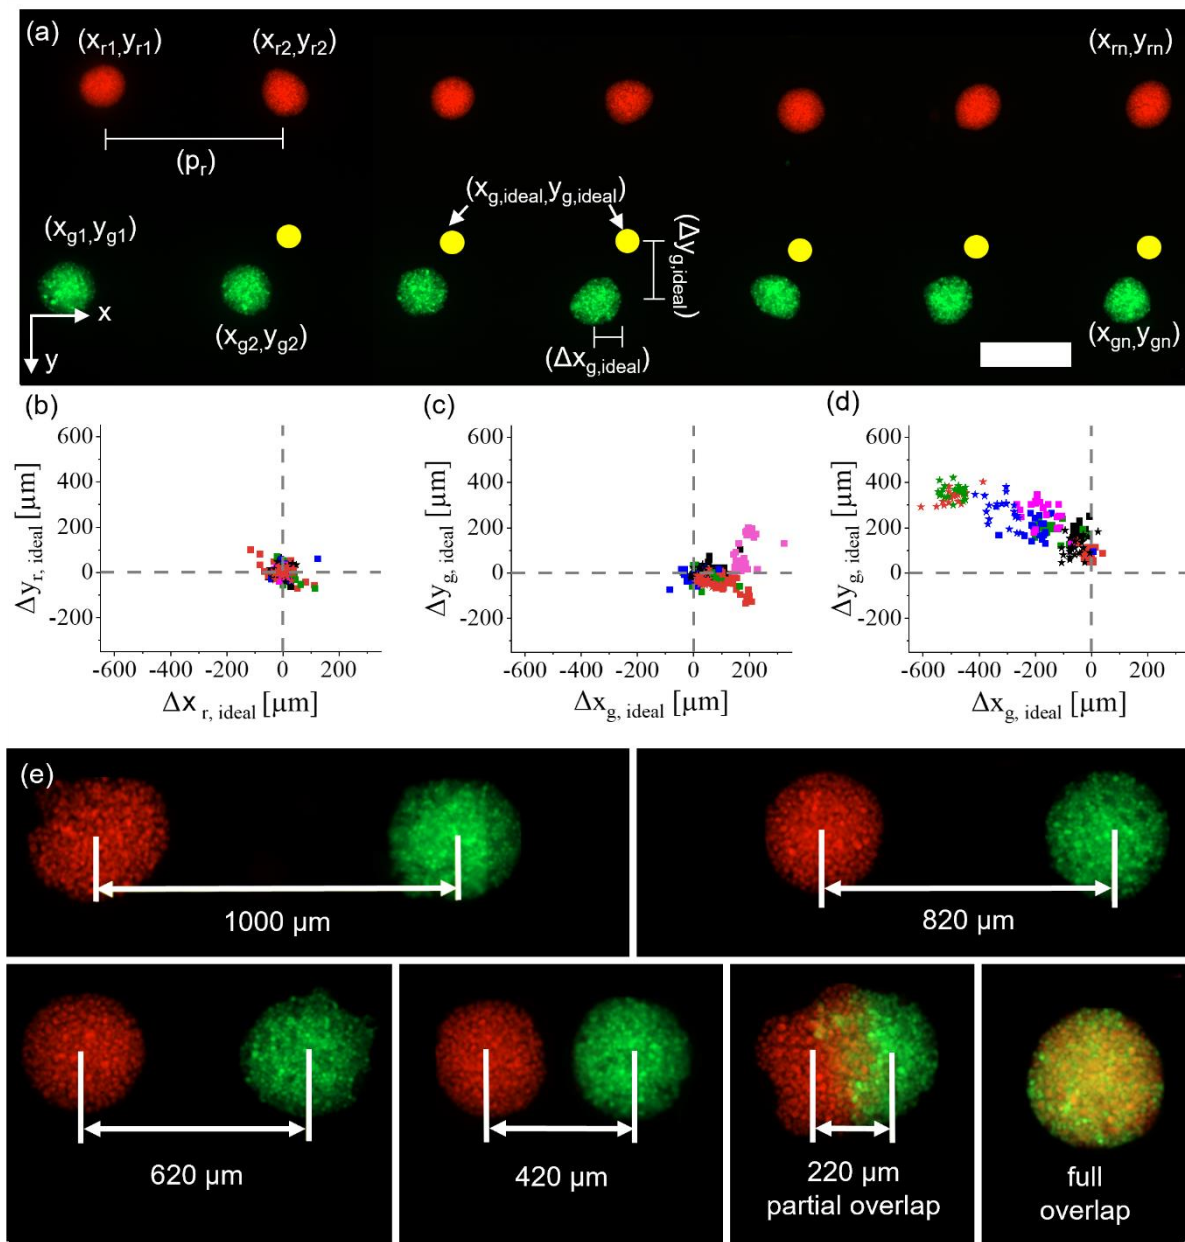 (a)
(xr1,yr1)
(xr2,yr2)
(xrn,yrn)
(pr)
(xg,ideal,yg,ideal)
(xg1,yg1)
(Δyg,ideal)
x
(xg2,yg2)
y
(Δxg,ideal)
(xgn,ygn)
(b)
600
400
200
0
-200
Δyr, ideal [µm]
-600 -400 -200 0 200
Δx r, ideal [µm]
(c)
600
400
200
0
-200
Δyg, ideal [µm]
-600 -400 -200 0 200
Δxg, ideal [µm]
(d)
600
400
200
0
-200
Δyg, ideal [µm]
-600 -400 -200 0 200
Δxg, ideal [µm]
(e)
1000 µm
820 µm
620 µm
420 µm
220 µm
partial overlap
full
overlap